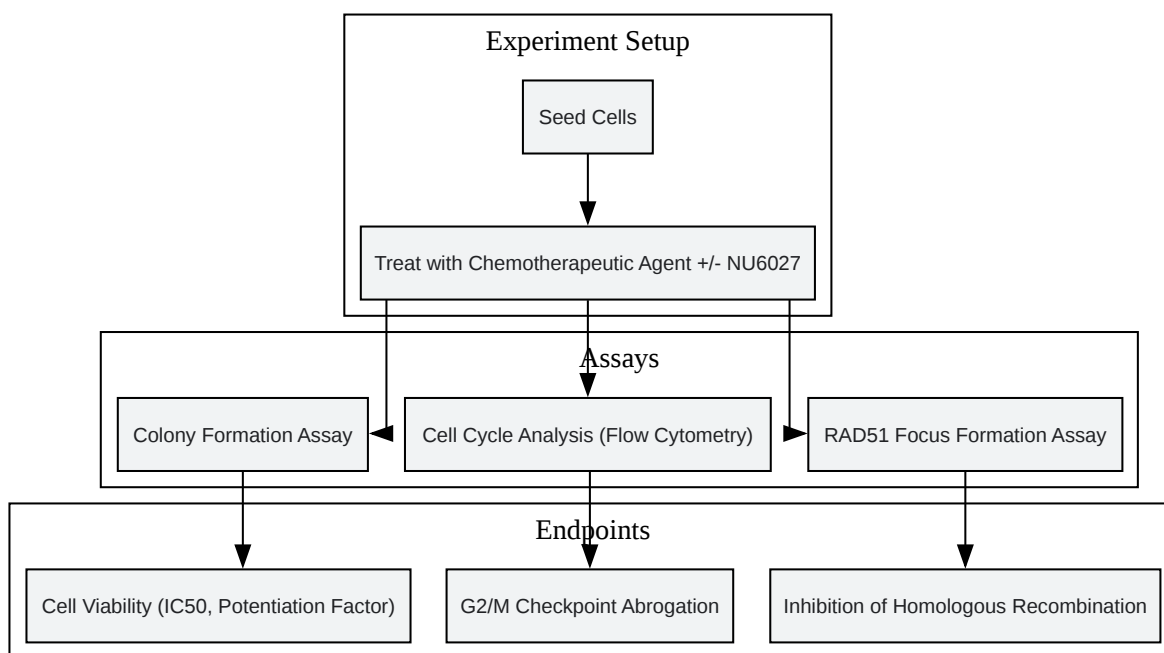 Experiment Setup
Seed Cells
Treat with Chemotherapeutic Agent +/- NU6027
Assays
Colony Formation Assay
Cell Cycle Analysis (Flow Cytometry)
RAD51 Focus Formation Assay
Endpoints
Cell Viability (IC50, Potentiation Factor)
G2/M Checkpoint Abrogation
Inhibition of Homologous Recombination